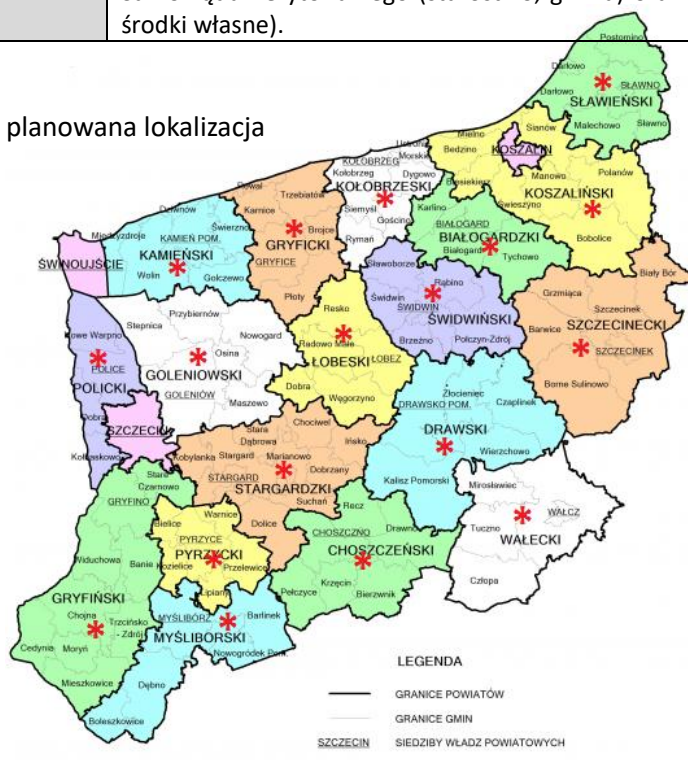 środki własne).
planowana lokalizacja
Postomino
Darłowo
SŁAWNO
Darłowo
SŁAWIEŃSKI
Malechowo
Sławno
Mielno
Sianów
Będzino
KOSZALIN
KOŁOBRZEG
Kołobrzeg
Dygowo
KOŁOBRZESKI
Manowo
Polanów
KOSZALIŃSKI
Rewal
Trzebiatów
Siemyśl
Gościno
Karlino
Świeszyno
Dziwnów
Karnice
BIAŁOGARD
Międzyzdroje
KAMIEŃ POM.
Brojce
Rymań
BIAŁOGARDZKI
Bobolice
KAMIEŃSKI
GRYFICKI
Białogard
Tychowo
ŚWINOUJŚCIE
GRYFICE
Sławoborze
Wolin
Golczewo
Rąbino
Biały Bór
Płoty
Świdwin
ŚWIDWIN
Grzmiąca
Resko
ŚWIDWIŃSKI
Szczecinek
Przybiernów
Stepnica
Barwice
SZCZECINECKI
Nowe Warpno
Nowogard
Radowo Małe
Brzeżno
Połczyn-Zdrój
Osina
ŁOBESKI
ŁOBEZ
SZCZECINEK
POLICE
GOLENIOWSKI
POLICKI
Dobra
Borne Sulinowo
GOLENIÓW
Węgorzyno
Złocieniec
Maszewo
DRAWSKO POM.
Czaplinek
Dobra
Chociwel
SZCZECIN
Stara
Dąbrowa
Ińsko
DRAWSKI
Kołbaskowo
Kobylanka
Stargard
Marianowo
Wierzchowo
Stare
Czarnowo
Dobrzany
STARGARD
STARGARDZKI
Kalisz Pomorski
Mirosławiec
GRYFINO
Suchań
Recz
Warnice
WAŁCZ
Bielice
Dolice
Drawno
Tuczno
PYRZYCE
CHOSZCZNO
WAŁECKI
PYRZYCKI
CHOSZCZEŃSKI
Widuchowa
Banie
Kozielice
Przelewice
Krzęcin
Człopa
Lipiany
Pełczyce
Bierzwnik
GRYFIŃSKI
Chojna
Trzcińsko
- Zdrój
MYŚLIBÓRZ
Barlinek
MYŚLIBORSKI
Cedynia
Moryń
Nowogródek Pom.
Mieszkowice
Dębno
Boleszkowice
LEGENDA
GRANICE POWIATÓW
GRANICE GMIN
SZCZECIN SIEDZIBY WŁADZ POWIATOWYCH